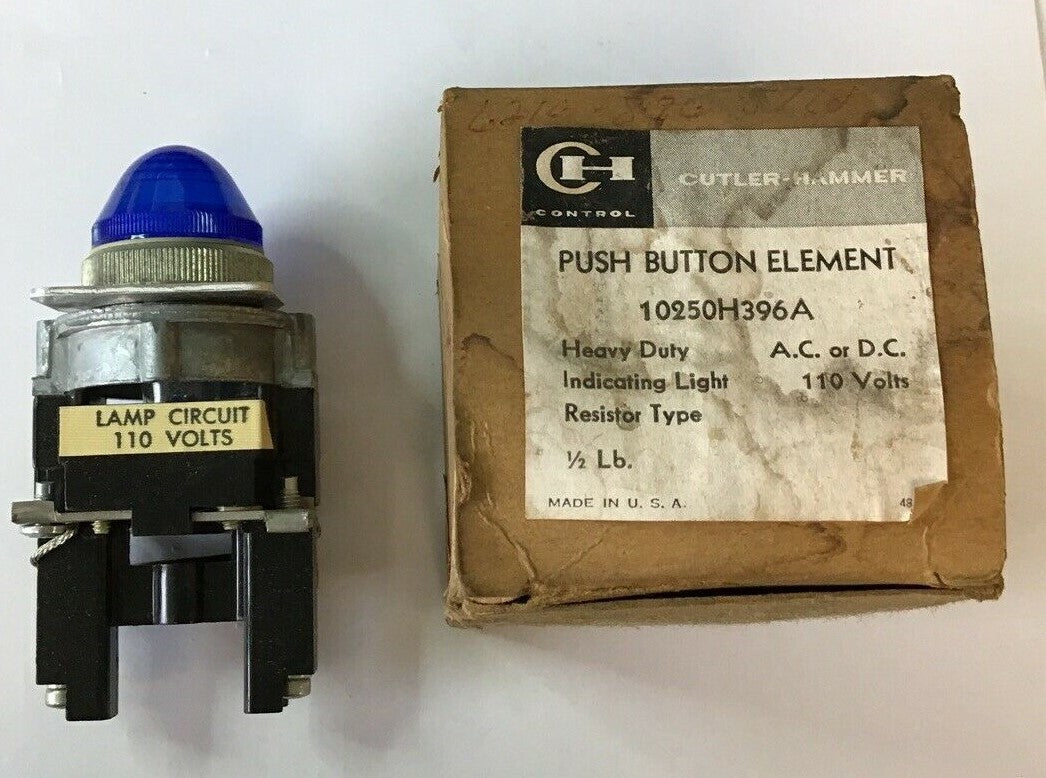 CH
CONTROL
CUTLER-HAMMER
PUSH BUTTON ELEMENT
10250H396A
Heavy Duty A.C. or D.C.
Indicating Light 110 Volts
Resistor Type
½ Lb.
MADE IN U. S. A. 48
LAMP CIRCUIT
110 VOLTS